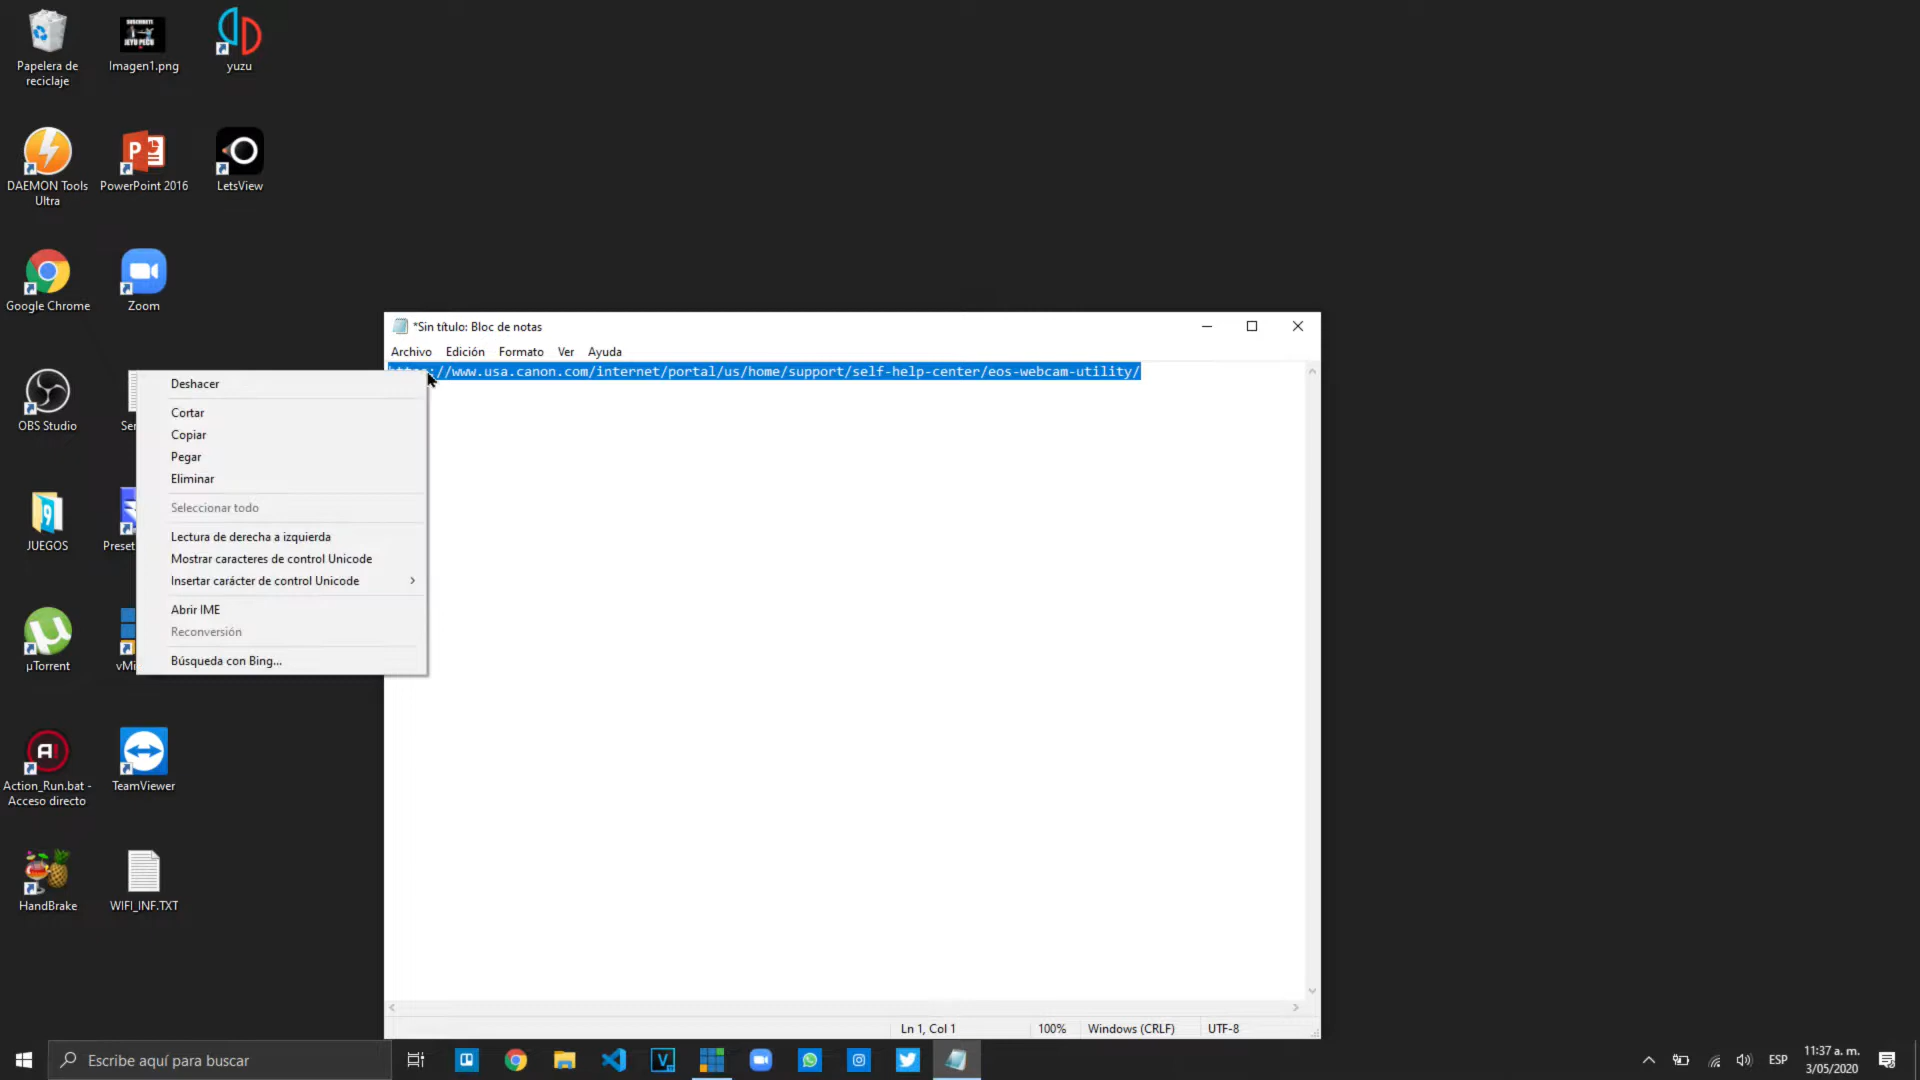 Papelera de
reciclaje
Imagen1.png
yuzu
DAEMON Tools
Ultra
PowerPoint 2016
LetsView
Google Chrome
Zoom
OBS Studio
Ser
JUEGOS
Preset
µTorrent
vMi
Action_Run.bat -
Acceso directo
TeamViewer
HandBrake
WIFI_INF.TXT
*Sin título: Bloc de notas
Archivo Edición Formato Ver Ayuda
://www.usa.canon.com/internet/portal/us/home/support/self-help-center/eos-webcam-utility/
Deshacer
Cortar
Copiar
Pegar
Eliminar
Seleccionar todo
Lectura de derecha a izquierda
Mostrar caracteres de control Unicode
Insertar carácter de control Unicode
Abrir IME
Reconversión
Búsqueda con Bing...
Ln 1, Col 1 100% Windows (CRLF) UTF-8
Escribe aquí para buscar
ESP
11:37 a. m.
3/05/2020